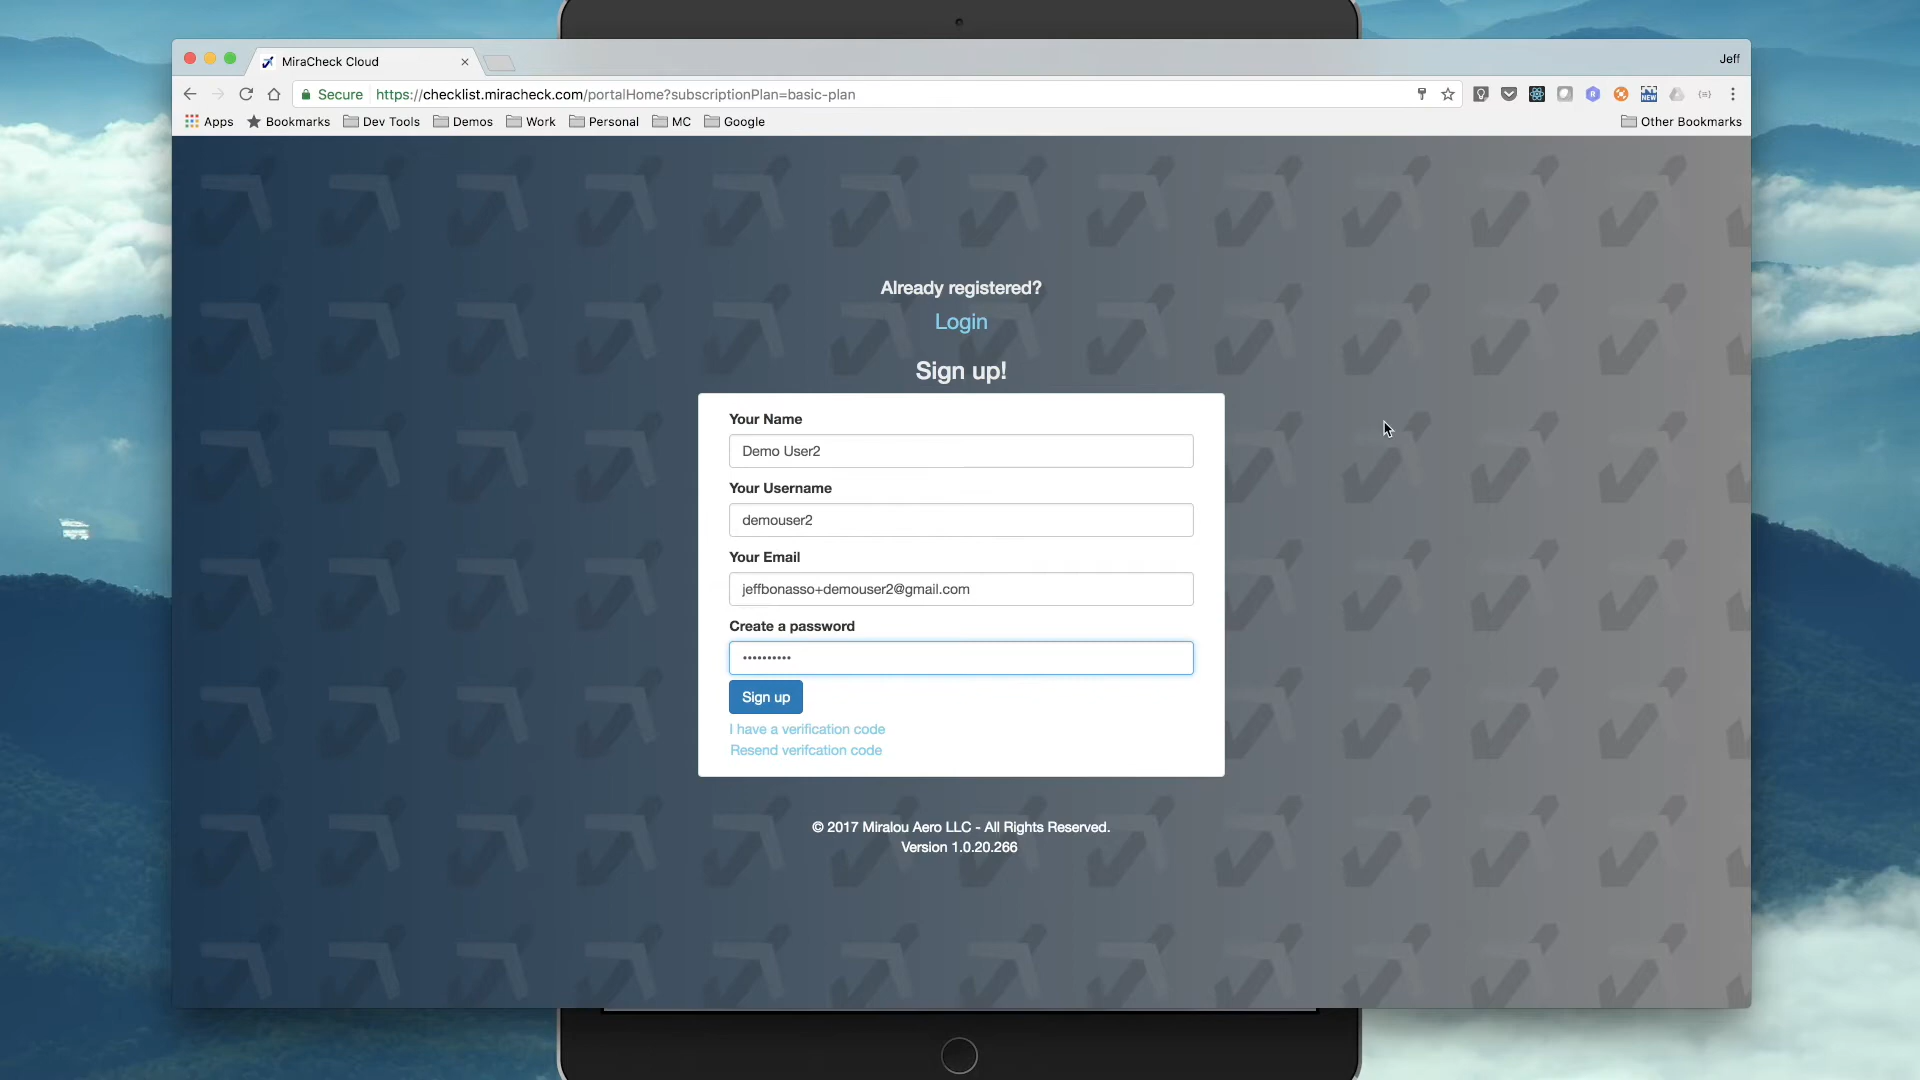 MiraCheck Cloud
Jeff
Secure https://checklist.miracheck.com/portalHome?subscriptionPlan=basic-plan
Apps Bookmarks Dev Tools Demos Work Personal MC Google Other Bookmarks
Already registered?
Login
Sign up!
Your Name
Demo User2
Your Username
demouser2
Your Email
jeffbonasso+demouser2@gmail.com
Create a password
••••••••••
Sign up
I have a verification code
Resend verifcation code
© 2017 Miralou Aero LLC - All Rights Reserved.
Version 1.0.20.266